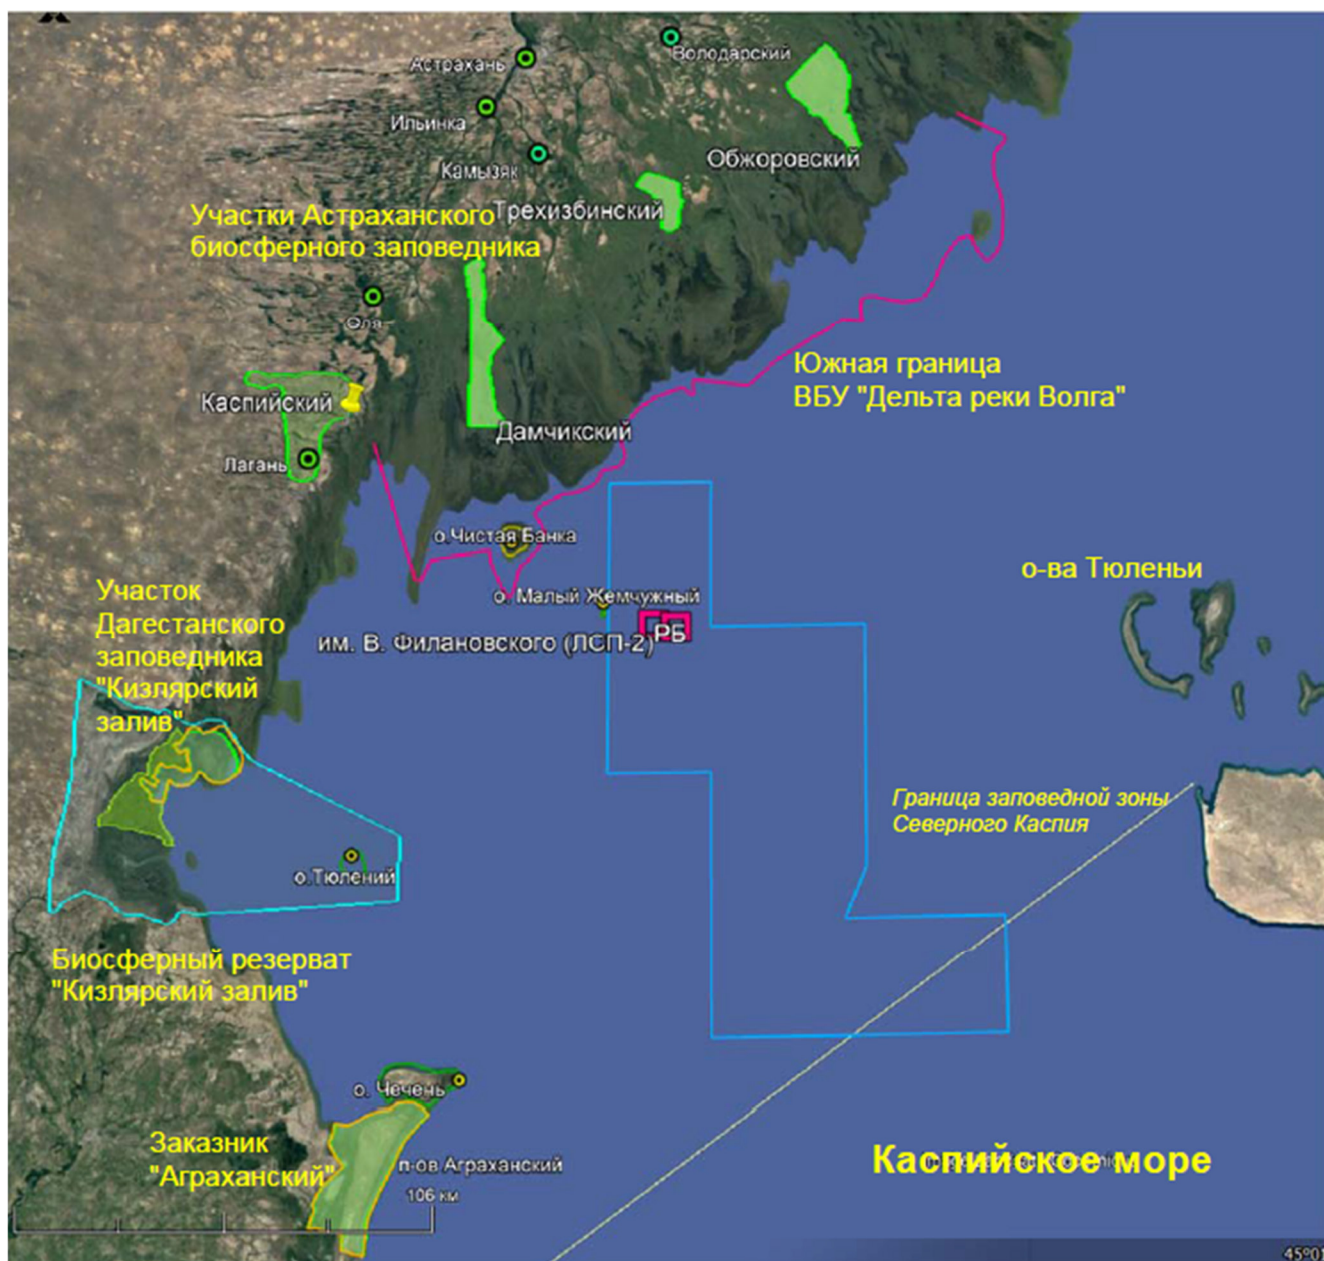 Астрахань
Володарский
Ильинка
Камызяк
Обжоровский
Участки Астраханского
биосферного заповедника
Трехизбинский
Оля
Южная граница
ВБУ "Дельта реки Волга"
Каспийский
Дамчикский
Лагань
о.Чистая Банка
о-ва Тюленьи
Участок
Дагестанского
заповедника
"Кизлярский
залив"
о. Малый Жемчужный
им. В. Филановского (ЛСП-2)
РБ
Граница заповедной зоны
Северного Каспия
о.Тюлений
Биосферный резерват
"Кизлярский залив"
о. Чечень
Заказник
"Аграханский"
п-ов Аграханский
106 км
Каспийское море
45°01